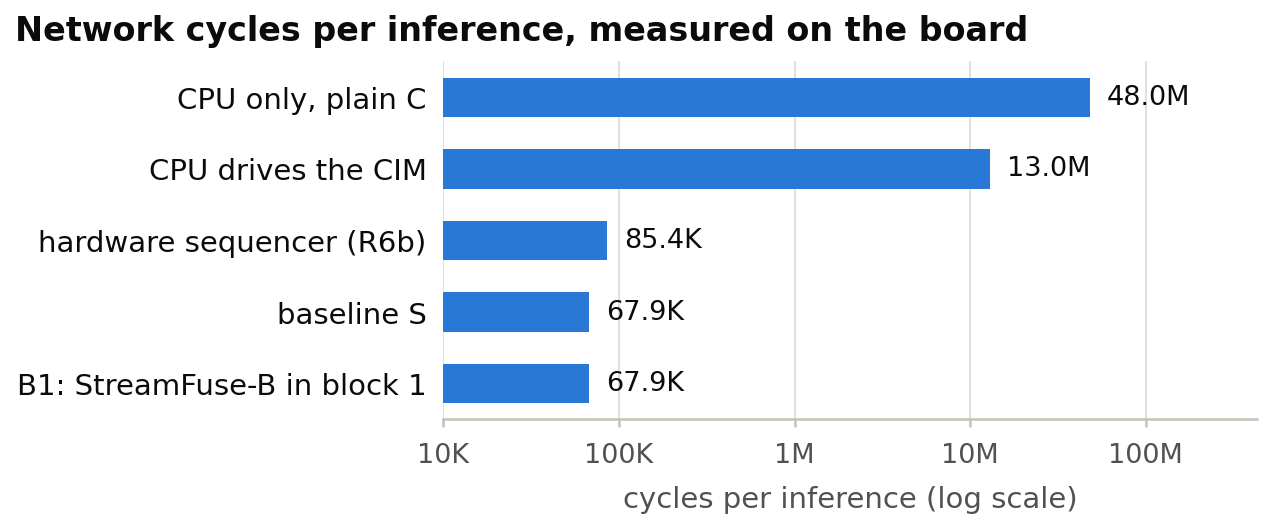 Network cycles per inference, measured on the board
CPU only, plain C 48.0M
CPU drives the CIM 13.0M
hardware sequencer (R6b) 85.4K
baseline S 67.9K
B1: StreamFuse-B in block 1 67.9K
10K 100K 1M 10M 100M
cycles per inference (log scale)